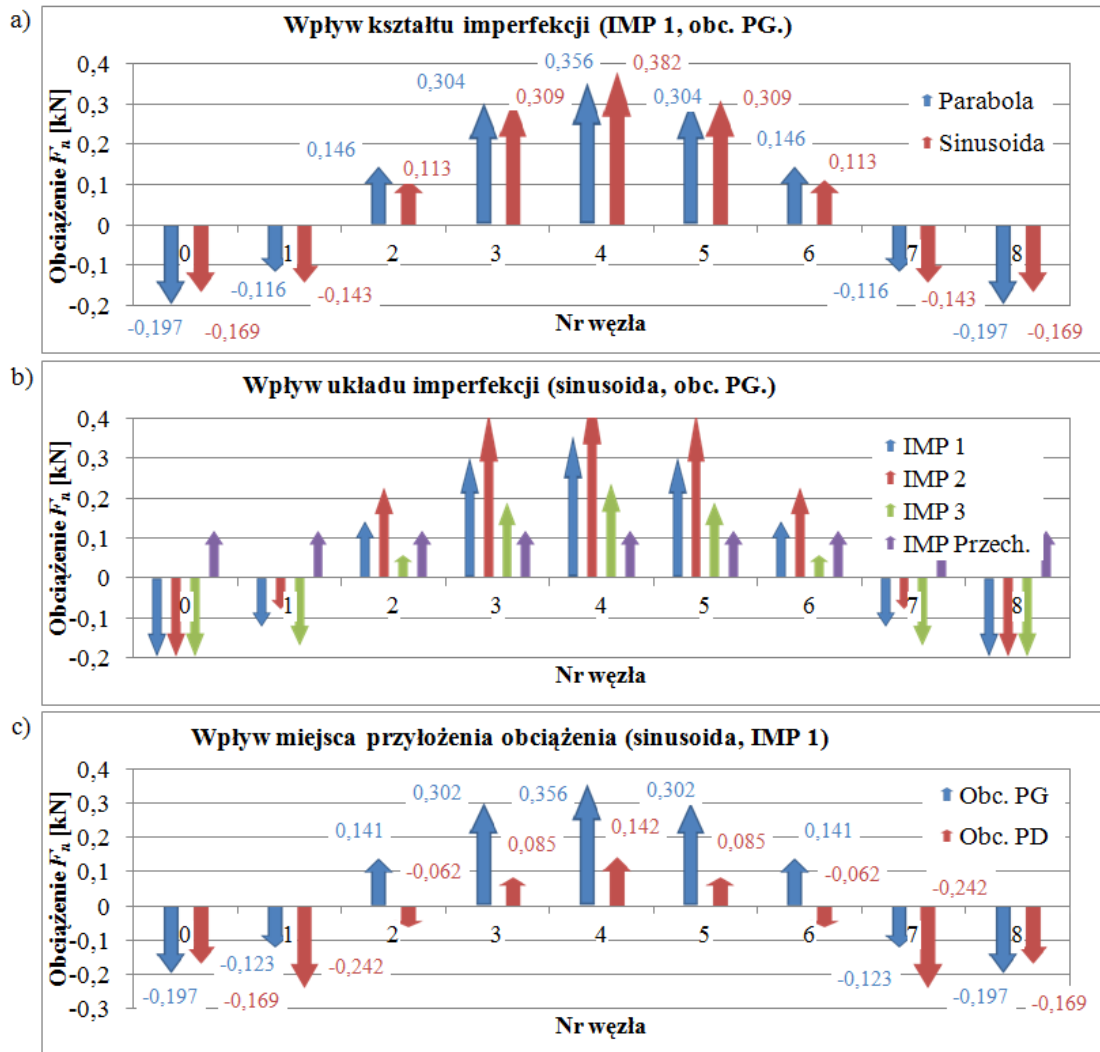 a)
Wpływ kształtu imperfekcji (IMP 1, obc. PG.)
Obciążenie Fn [kN]
0,4
0,3
0,2
0,1
0
-0,1
-0,2
0,304
0,356
0,382
0,309
0,304
0,309
0,146
0,113
0,146
0,113
Parabola
Sinusoida
0 1 2 3 4 5 6 7 8
-0,116
-0,143
-0,116
-0,143
-0,197
-0,169
-0,197
-0,169
Nr węzła
b)
Wpływ układu imperfekcji (sinusoida, obc. PG.)
Obciążenie Fn [kN]
0,4
0,3
0,2
0,1
0
-0,1
-0,2
IMP 1
IMP 2
IMP 3
IMP Przech.
0 1 2 3 4 5 6 7 8
Nr węzła
c)
Wpływ miejsca przyłożenia obciążenia (sinusoida, IMP 1)
Obciążenie Fn [kN]
0,4
0,3
0,2
0,1
0
-0,1
-0,2
-0,3
0,302
0,356
0,302
0,141
0,085
0,142
0,085
0,141
-0,062
-0,062
-0,242
Obc. PG
Obc. PD
0 1 2 3 4 5 6 7 8
-0,123
-0,242
-0,123
-0,197
-0,169
-0,197
-0,169
Nr węzła